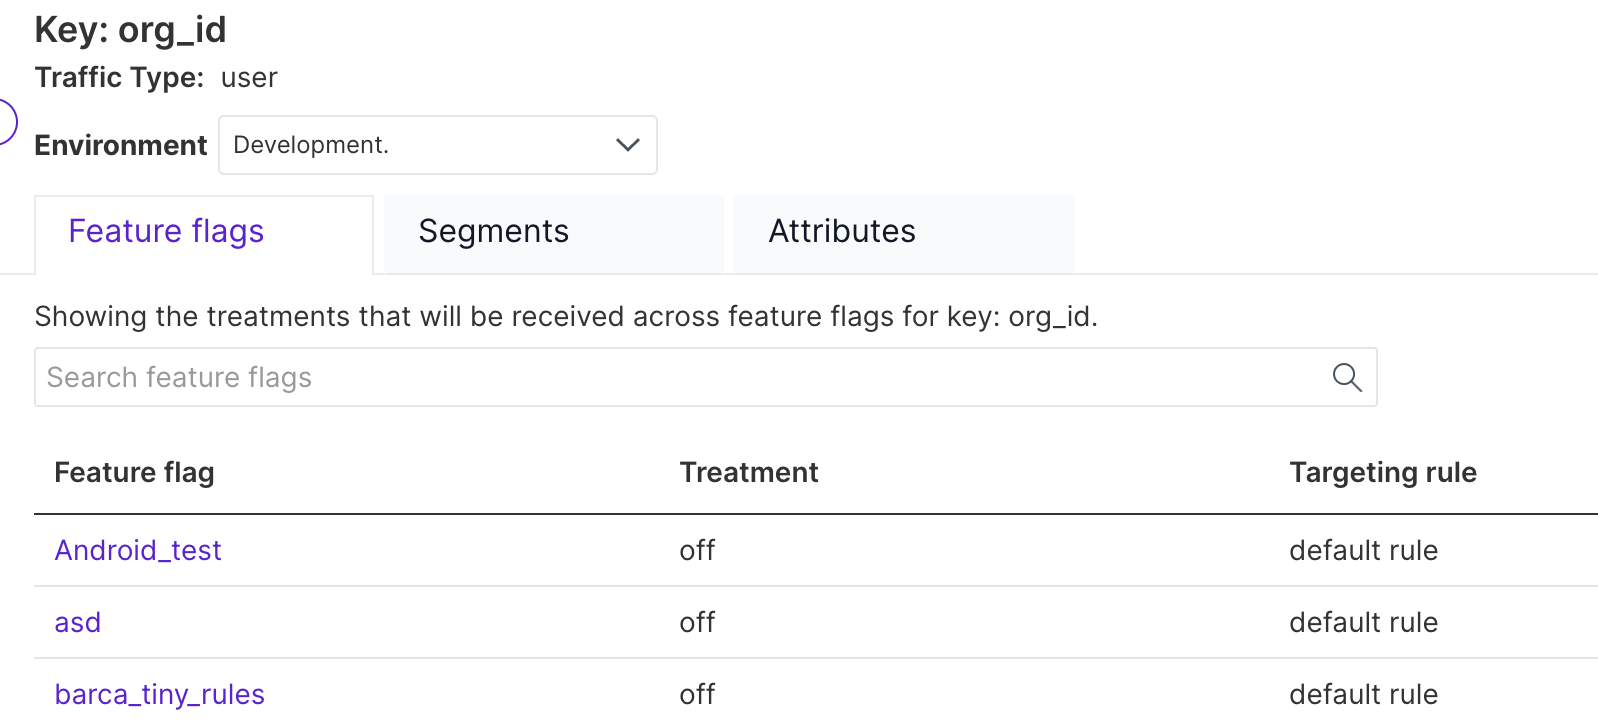 Key: org_id
Traffic Type: user
Environment Development.
Feature flags Segments Attributes
Showing the treatments that will be received across feature flags for key: org_id.
Search feature flags
Feature flag Treatment Targeting rule
Android_test off default rule
asd off default rule
barca_tiny_rules off default rule